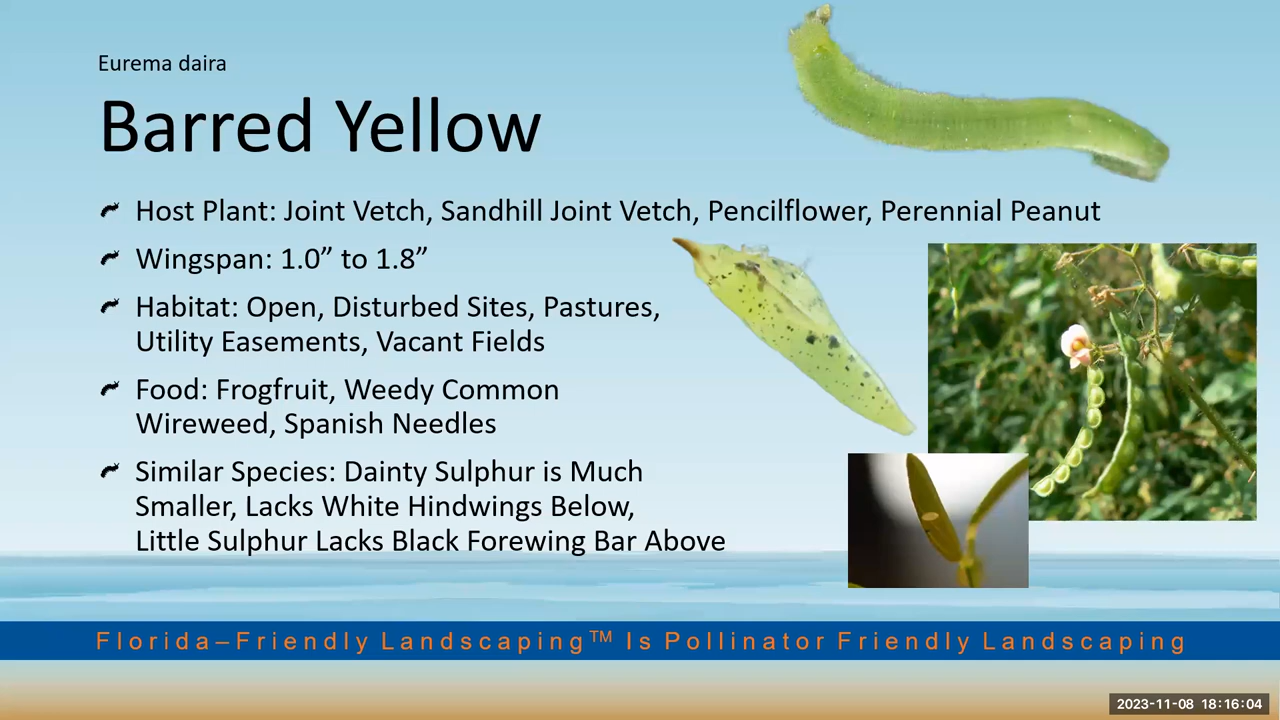 Eurema daira
Barred Yellow
Host Plant: Joint Vetch, Sandhill Joint Vetch, Pencilflower, Perennial Peanut
Wingspan: 1.0” to 1.8”
Habitat: Open, Disturbed Sites, Pastures,
Utility Easements, Vacant Fields
Food: Frogfruit, Weedy Common
Wireweed, Spanish Needles
Similar Species: Dainty Sulphur is Much
Smaller, Lacks White Hindwings Below,
Little Sulphur Lacks Black Forewing Bar Above
Florida–Friendly Landscaping™ Is Pollinator Friendly Landscaping
2023-11-08 18:16:04